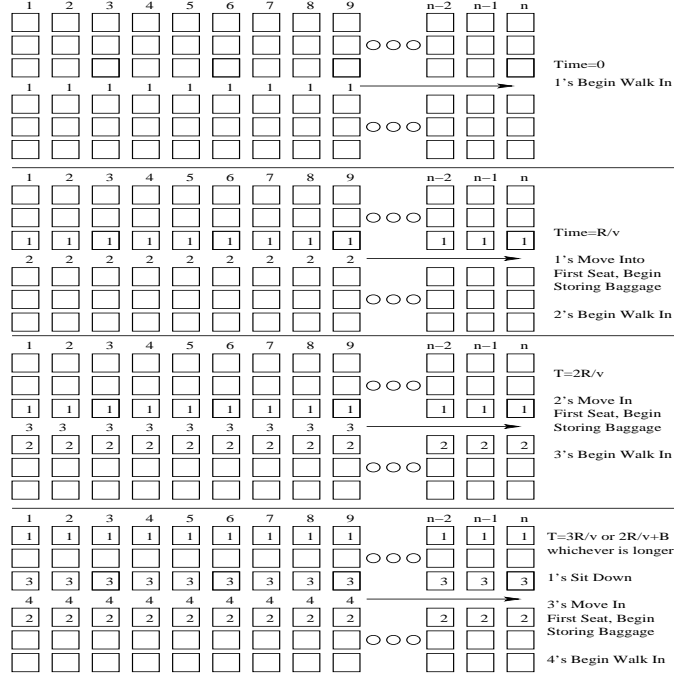 1 2 3 4 5 6 7 8 9 n−2 n−1 n
Time=0
1's Begin Walk In
1 1 1 1 1 1 1 1 1
1 2 3 4 5 6 7 8 9 n−2 n−1 n
Time=R/v
1 1 1 1 1 1 1 1 1 1 1 1
2 2 2 2 2 2 2 2 2
1's Move Into
First Seat, Begin
Storing Baggage
2's Begin Walk In
1 2 3 4 5 6 7 8 9 n−2 n−1 n
T=2R/v
2's Move In
1 1 1 1 1 1 1 1 1 1 1 1
First Seat, Begin
3 3 3 3 3 3 3 3 3
Storing Baggage
2 2 2 2 2 2 2 2 2 2 2 2
3's Begin Walk In
1 2 3 4 5 6 7 8 9 n−2 n−1 n
1 1 1 1 1 1 1 1 1 1 1 1
T=3R/v or 2R/v+B
whichever is longer
3 3 3 3 3 3 3 3 3 3 3 3
1's Sit Down
4 4 4 4 4 4 4 4 4
3's Move In
2 2 2 2 2 2 2 2 2 2 2 2
First Seat, Begin
Storing Baggage
4's Begin Walk In